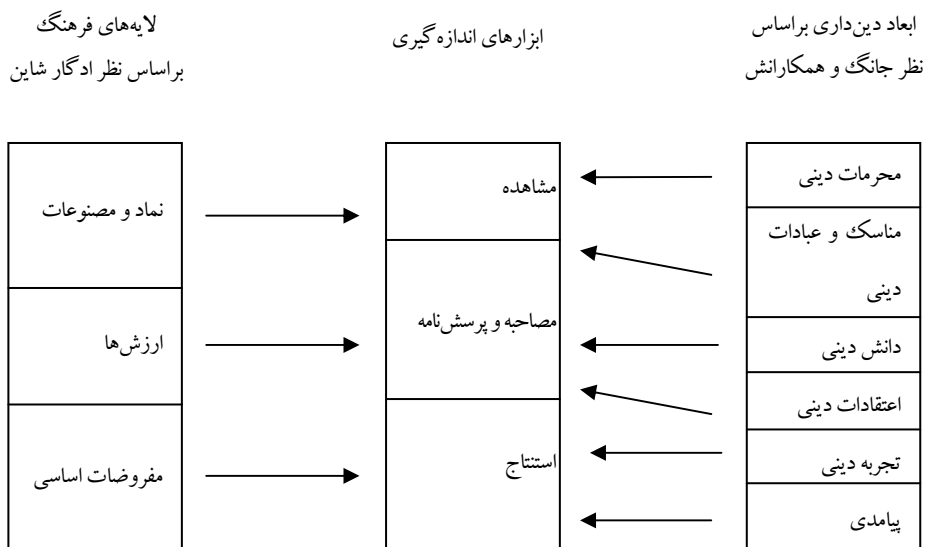 ابعاد دین‌داری براساس
نظر جانگ و همکارانش
ابزارهای اندازه‌گیری
لایه‌های فرهنگ
براساس نظر ادگار شاین
محرمات دینی
مناسک و عبادات
دینی
دانش دینی
اعتقادات دینی
تجربه دینی
پیامدی
مشاهده
مصاحبه و پرسش‌نامه
استنتاج
نماد و مصنوعات
ارزش‌ها
مفروضات اساسی